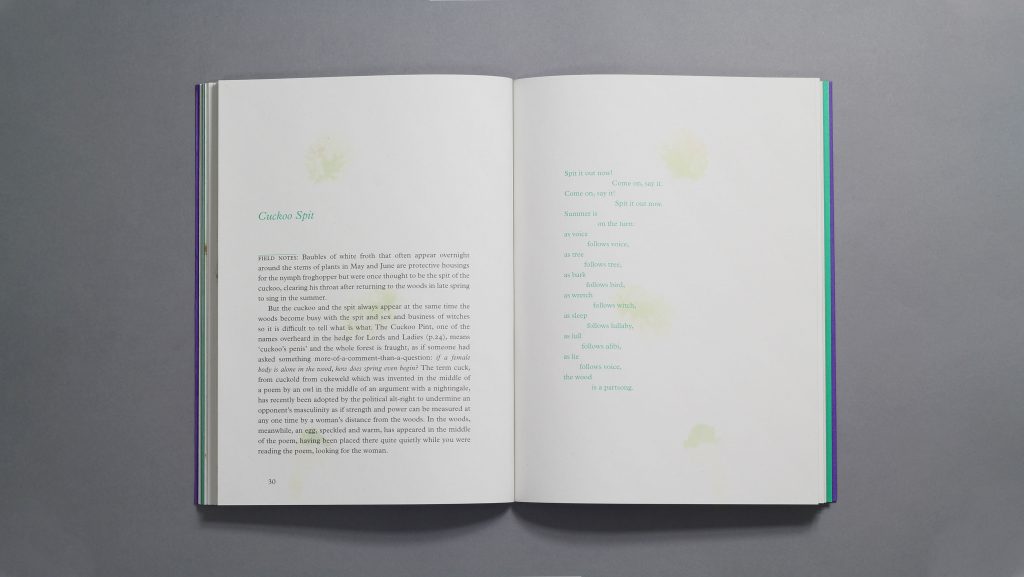 Cuckoo Spit
FIELD NOTES: Baubles of white froth that often appear overnight
around the stems of plants in May and June are protective housings
for the nymph froghopper but were once thought to be the spit of the
cuckoo, clearing his throat after returning to the woods in late spring
to sing in the summer.
But the cuckoo and the spit always appear at the same time the
woods become busy with the spit and sex and business of witches
so it is difficult to tell what is what. The Cuckoo Pint, one of the
names overheard in the hedge for Lords and Ladies (p.24), means
‘cuckoo’s penis’ and the whole forest is fraught, as if someone had
asked something more-of-a-comment-than-a-question: if a female
body is alone in the wood, how does spring even begin? The term cuck,
from cuckold from cukeweld which was invented in the middle of
a poem by an owl in the middle of an argument with a nightingale,
has recently been adopted by the political alt-right to undermine an
opponent’s masculinity as if strength and power can be measured at
any one time by a woman’s distance from the woods. In the woods,
meanwhile, an egg, speckled and warm, has appeared in the middle
of the poem, having been placed there quite quietly while you were
reading the poem, looking for the woman.
30
Spit it out now!
Come on, say it.
Come on, say it!
Spit it out now.
Summer is
on the turn:
as voice
follows voice,
as tree
follows tree,
as bark
follows bird,
as wretch
follows witch,
as sleep
follows lullaby,
as lull
follows alibi,
as lie
follows voice,
the wood
is a partsong.